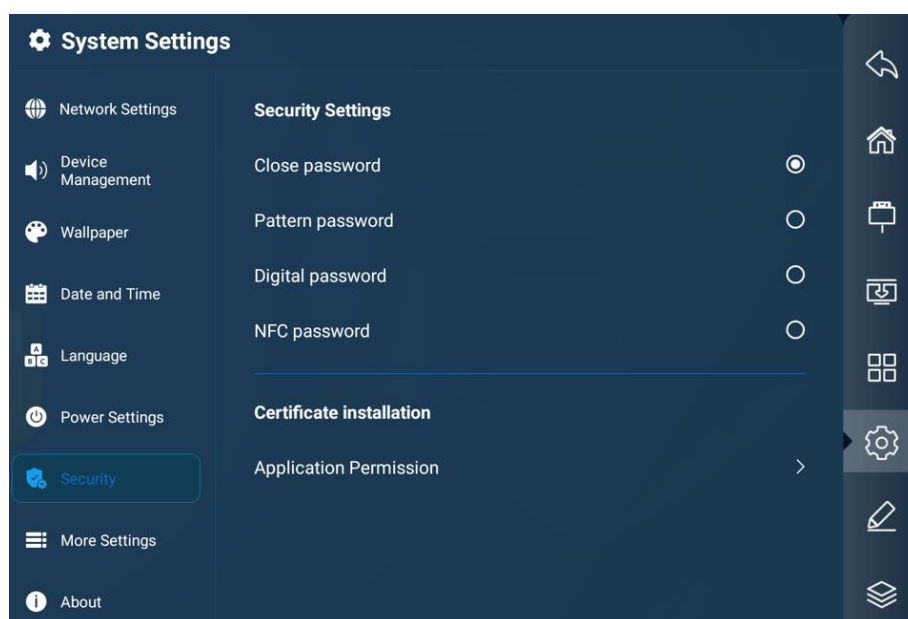 System Settings
Network Settings
Device
Management
Wallpaper
Date and Time
A
B C
Language
Power Settings
Security
More Settings
About
Security Settings
Close password
Pattern password
Digital password
NFC password
Certificate installation
Application Permission